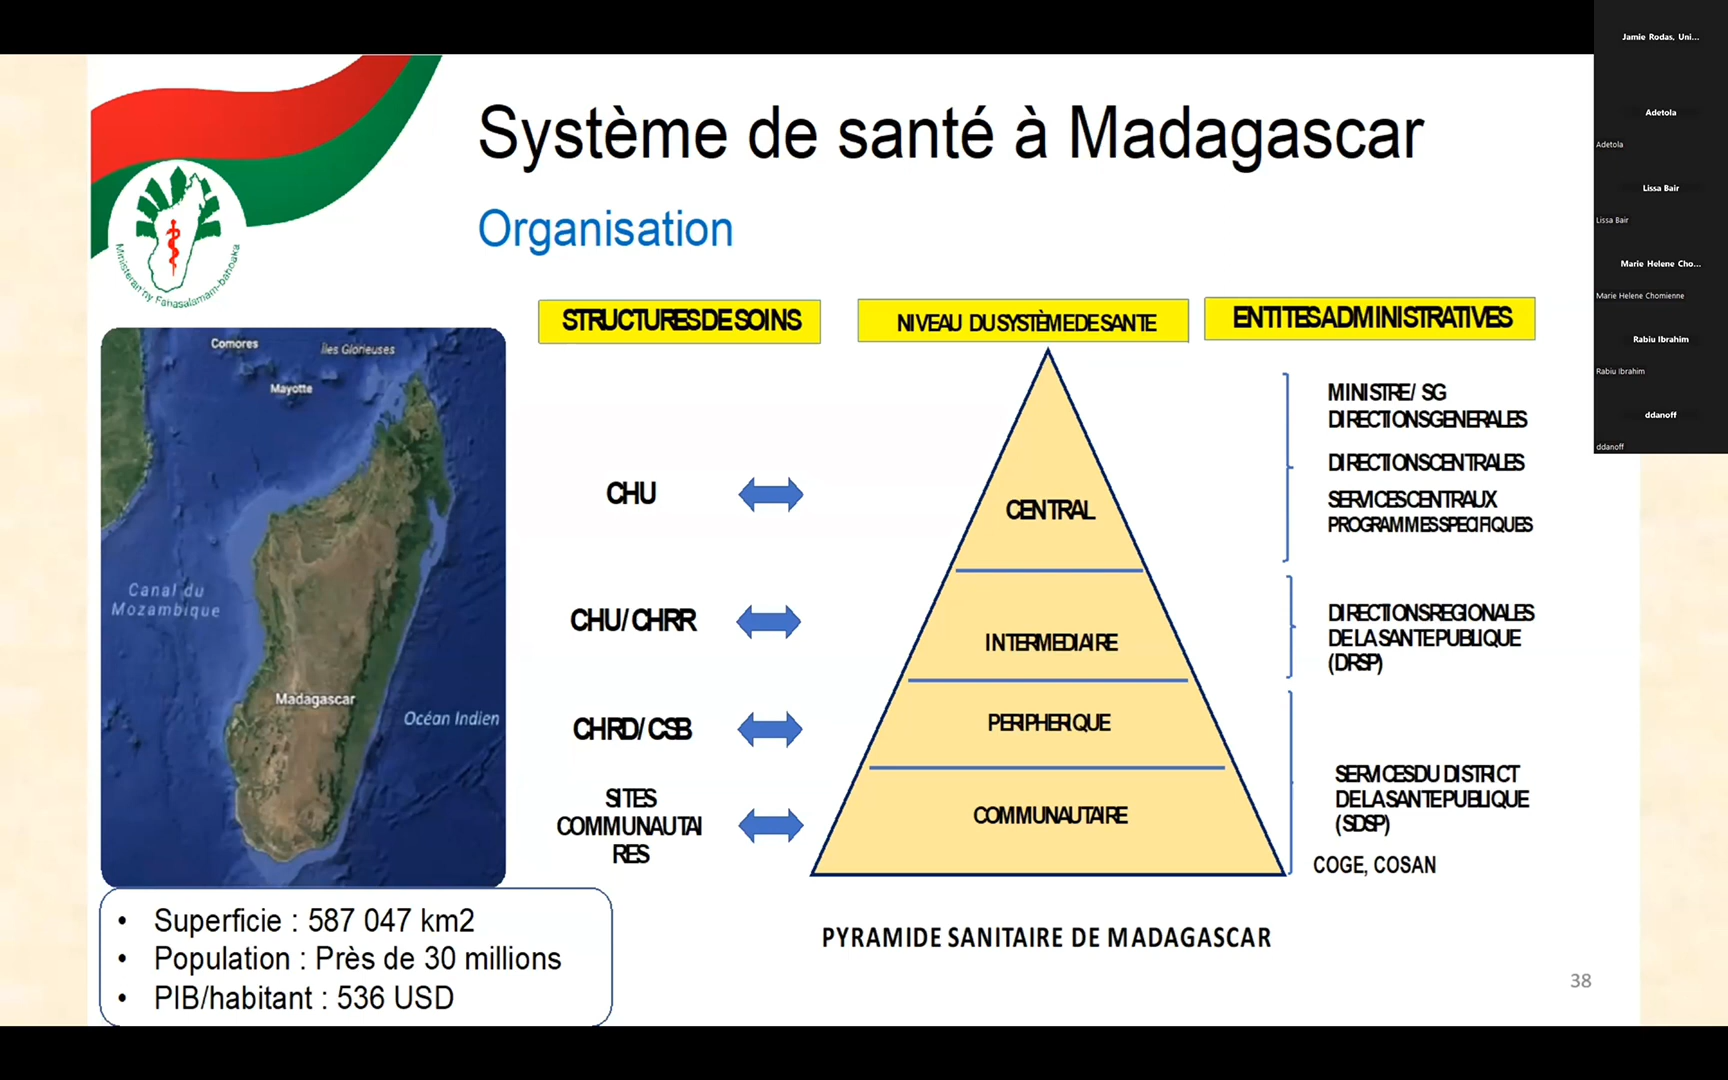 Système de santé à Madagascar
Organisation
Ministeran'ny Fahasalamam-bahoaka
STRUCTURES DE SOINS
NIVEAU DU SYSTÈME DE SANTE
ENTITES ADMINISTRATIVES
Comores
Îles Glorieuses
Mayotte
Canal du
Mozambique
Madagascar
Océan Indien
CHU
CHU/ CHRR
CHRD/ CSB
SITES
COMMUNAUTAI
RES
CENTRAL
INTERMEDIAIRE
PERIPHERIQUE
COMMUNAUTAIRE
MINISTRE/ SG
DIRECTIONS GENERALES
DIRECTIONS CENTRALES
SERVICES CENTRAUX
PROGRAMMES SPECIFIQUES
DIRECTIONS REGIONALES
DE LA SANTE PUBLIQUE
(DRSP)
SERVICES DU DISTRICT
DE LA SANTE PUBLIQUE
(SDSP)
COGE, COSAN
PYRAMIDE SANITAIRE DE MADAGASCAR
• Superficie : 587 047 km2
• Population : Près de 30 millions
• PIB/habitant : 536 USD
38
Jamie Rodas, Uni...
Adetola
Adetola
Lissa Bair
Lissa Bair
Marie Helene Cho...
Marie Helene Chomienne
Rabiu Ibrahim
Rabiu Ibrahim
ddanoff
ddanoff